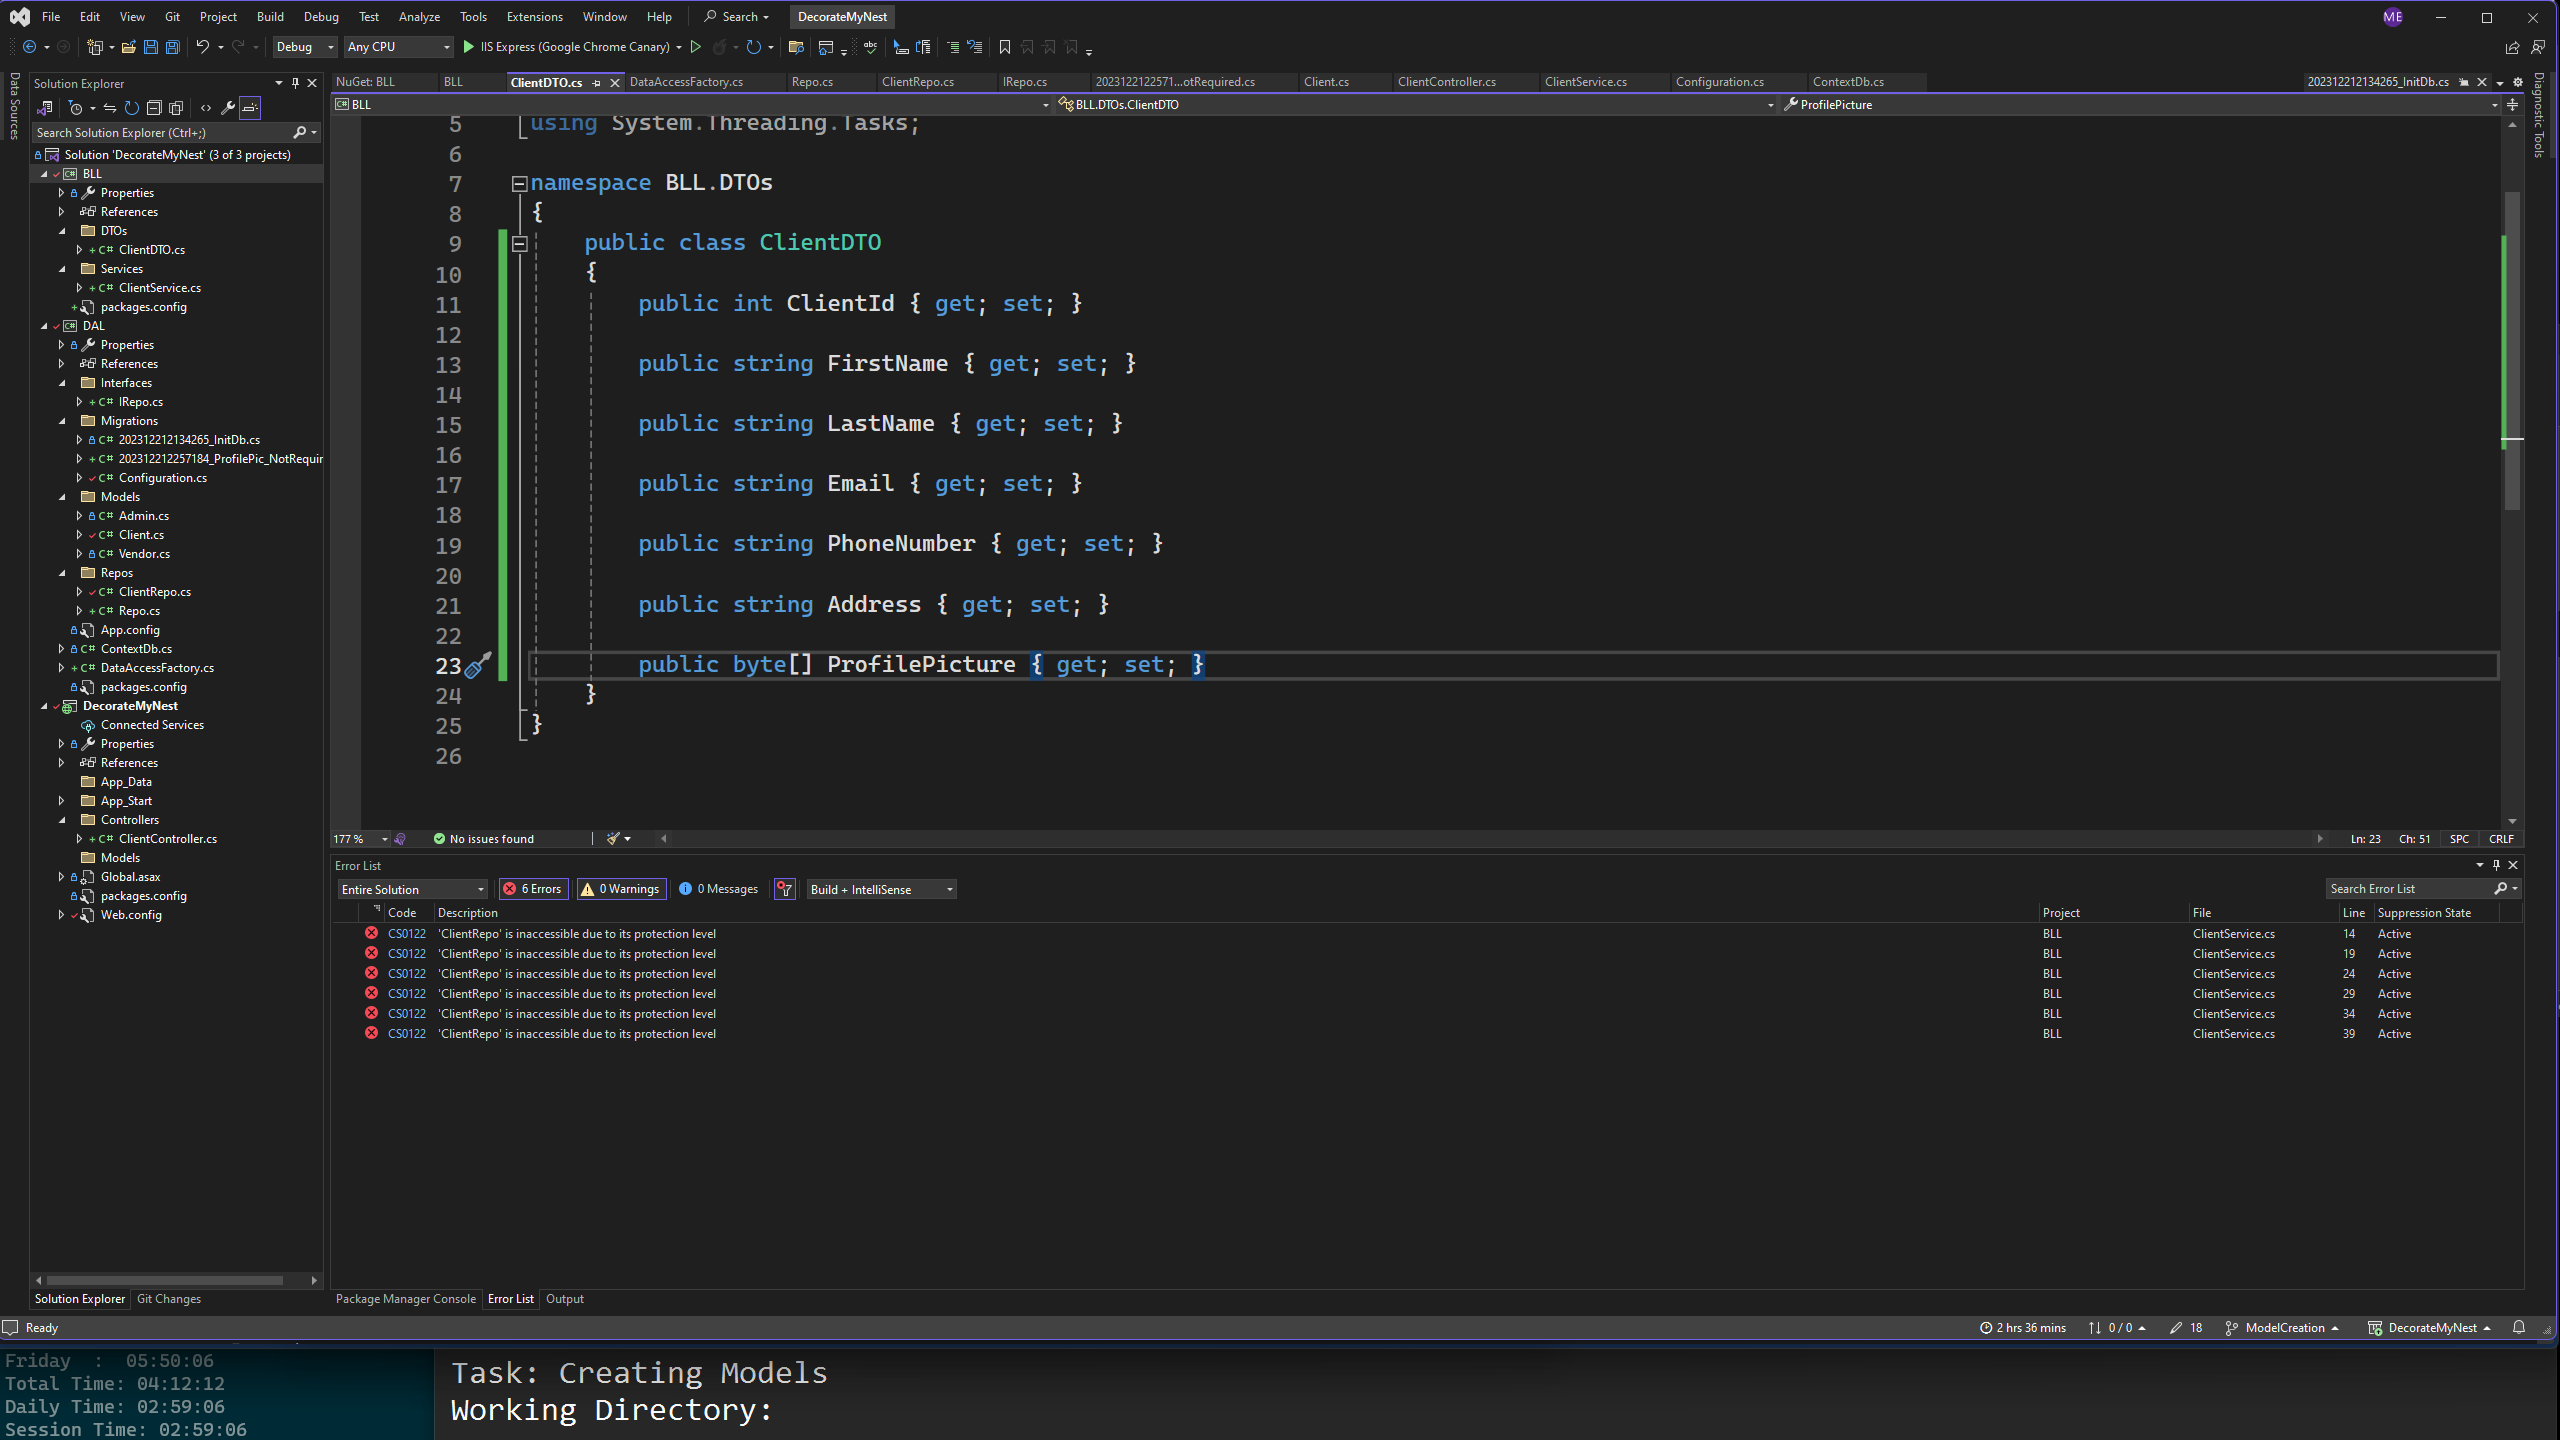 File Edit View Git Project Build Debug Test Analyze Tools Extensions Window Help Search DecorateMyNest ME
Debug Any CPU IIS Express (Google Chrome Canary)
Data Sources
Solution Explorer
Search Solution Explorer (Ctrl+;)
Solution 'DecorateMyNest' (3 of 3 projects)
BLL
Properties
References
DTOs
ClientDTO.cs
Services
ClientService.cs
packages.config
DAL
Properties
References
Interfaces
IRepo.cs
Migrations
202312212134265_InitDb.cs
202312212257184_ProfilePic_NotRequir
Configuration.cs
Models
Admin.cs
Client.cs
Vendor.cs
Repos
ClientRepo.cs
Repo.cs
App.config
ContextDb.cs
DataAccessFactory.cs
packages.config
DecorateMyNest
Connected Services
Properties
References
App_Data
App_Start
Controllers
ClientController.cs
Models
Global.asax
packages.config
Web.config
Solution Explorer Git Changes
NuGet: BLL BLL ClientDTO.cs DataAccessFactory.cs Repo.cs ClientRepo.cs IRepo.cs 2023122122571...otRequired.cs Client.cs ClientController.cs ClientService.cs Configuration.cs ContextDb.cs 202312212134265_InitDb.cs
BLL BLL.DTOs.ClientDTO ProfilePicture
5 using System.Threading.Tasks;
6
7 namespace BLL.DTOs
8 {
9 public class ClientDTO
10 {
11 public int ClientId { get; set; }
12
13 public string FirstName { get; set; }
14
15 public string LastName { get; set; }
16
17 public string Email { get; set; }
18
19 public string PhoneNumber { get; set; }
20
21 public string Address { get; set; }
22
23 public byte[] ProfilePicture { get; set; }
24 }
25 }
26
177 % No issues found Ln: 23 Ch: 51 SPC CRLF
Diagnostic Tools
Error List
Entire Solution 6 Errors 0 Warnings 0 Messages Build + IntelliSense Search Error List
Code Description Project File Line Suppression State
CS0122 'ClientRepo' is inaccessible due to its protection level BLL ClientService.cs 14 Active
CS0122 'ClientRepo' is inaccessible due to its protection level BLL ClientService.cs 19 Active
CS0122 'ClientRepo' is inaccessible due to its protection level BLL ClientService.cs 24 Active
CS0122 'ClientRepo' is inaccessible due to its protection level BLL ClientService.cs 29 Active
CS0122 'ClientRepo' is inaccessible due to its protection level BLL ClientService.cs 34 Active
CS0122 'ClientRepo' is inaccessible due to its protection level BLL ClientService.cs 39 Active
Package Manager Console Error List Output
Ready 2 hrs 36 mins 0 / 0 18 ModelCreation DecorateMyNest
Friday : 05:50:06
Total Time: 04:12:12
Daily Time: 02:59:06
Session Time: 02:59:06
Task: Creating Models
Working Directory: